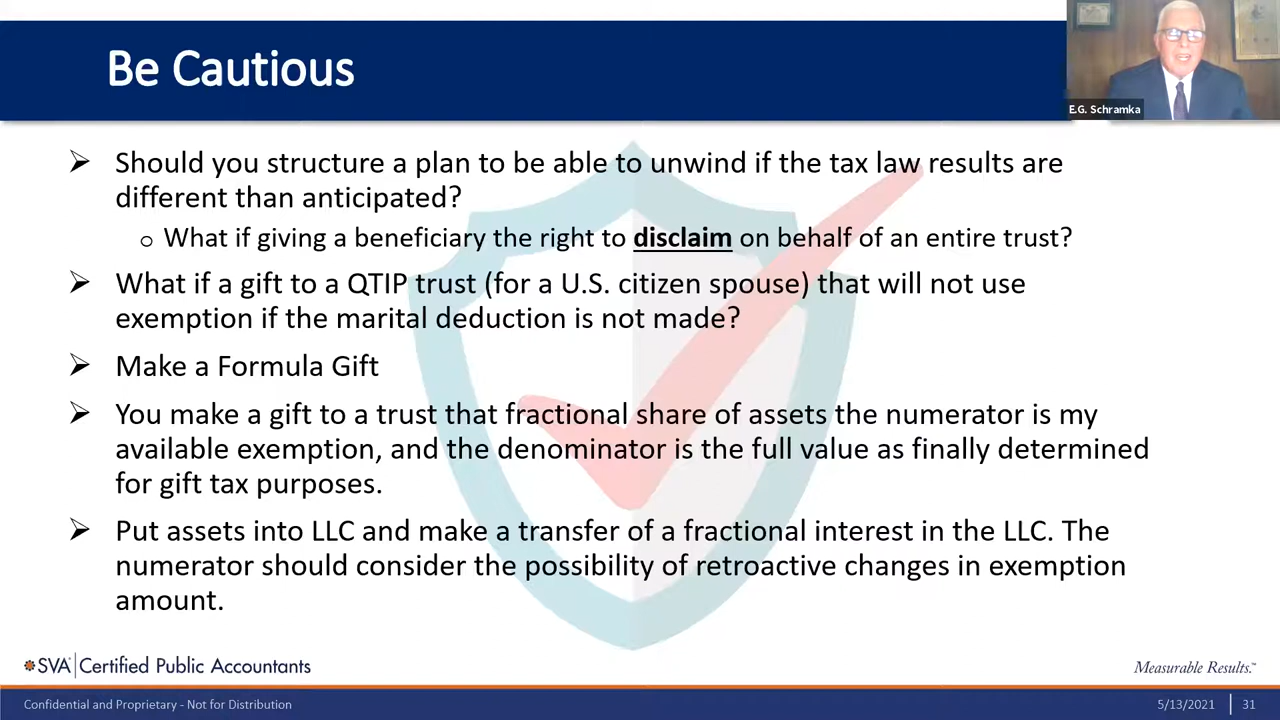 Be Cautious
E.G. Schramka
➢ Should you structure a plan to be able to unwind if the tax law results are
different than anticipated?
o What if giving a beneficiary the right to disclaim on behalf of an entire trust?
➢ What if a gift to a QTIP trust (for a U.S. citizen spouse) that will not use
exemption if the marital deduction is not made?
➢ Make a Formula Gift
➢ You make a gift to a trust that fractional share of assets the numerator is my
available exemption, and the denominator is the full value as finally determined
for gift tax purposes.
➢ Put assets into LLC and make a transfer of a fractional interest in the LLC. The
numerator should consider the possibility of retroactive changes in exemption
amount.
SVA Certified Public Accountants
Measurable Results.℠
Confidential and Proprietary - Not for Distribution
5/13/2021 31